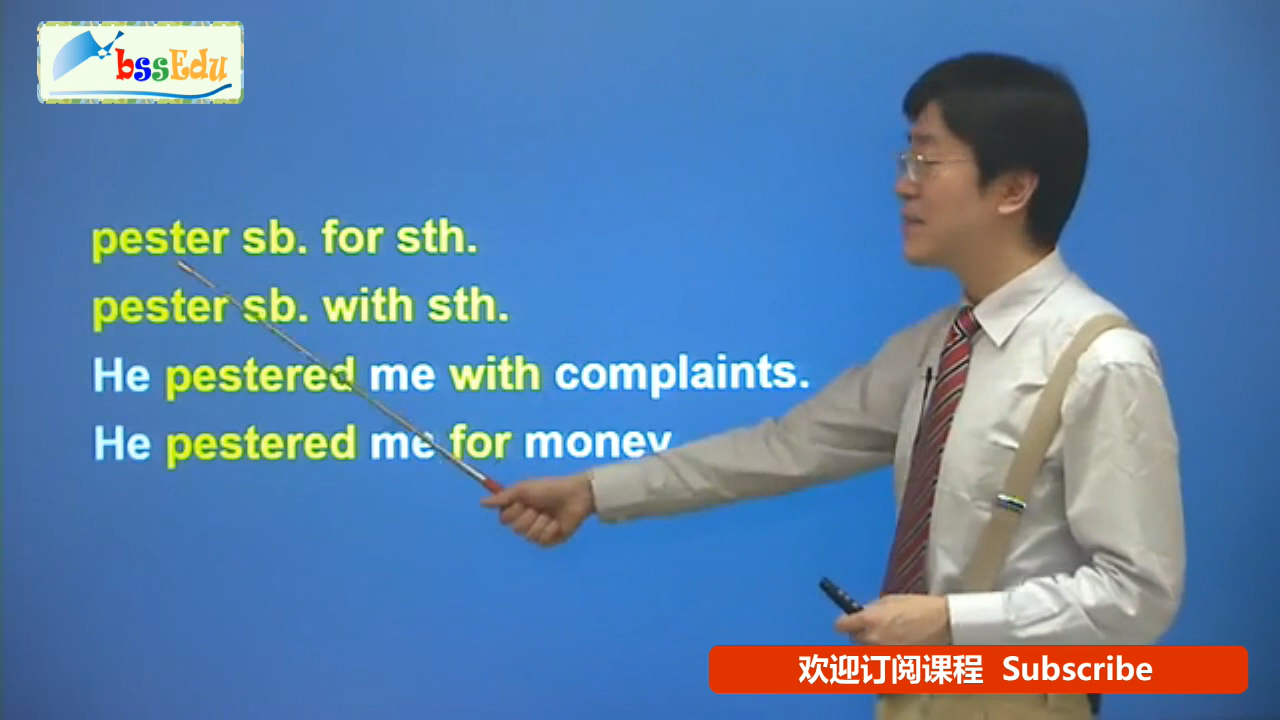 bssEdu
pester sb. for sth.
pester sb. with sth.
He pestered me with complaints.
He pestered me for money
欢迎订阅课程 Subscribe